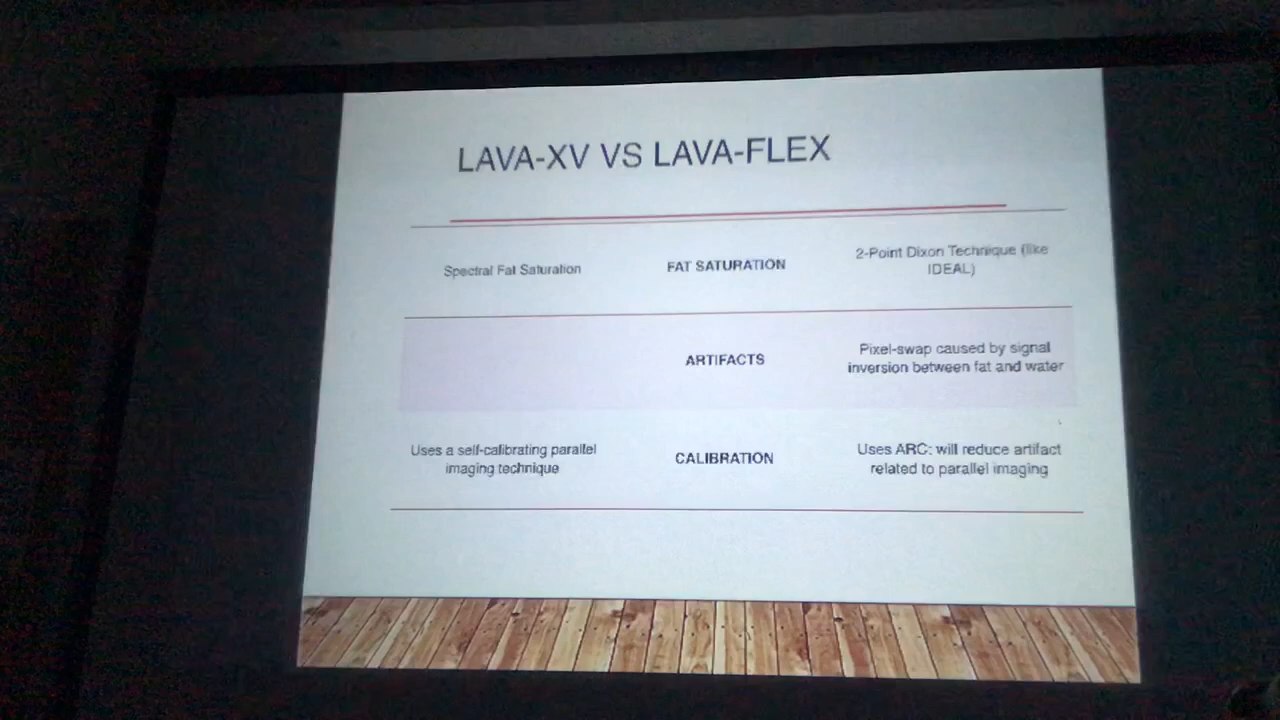 LAVA-XV VS LAVA-FLEX
Spectral Fat Saturation
FAT SATURATION
2-Point Dixon Technique (like
IDEAL)
ARTIFACTS
Pixel-swap caused by signal
inversion between fat and water
Uses a self-calibrating parallel
imaging technique
CALIBRATION
Uses ARC: will reduce artifact
related to parallel imaging